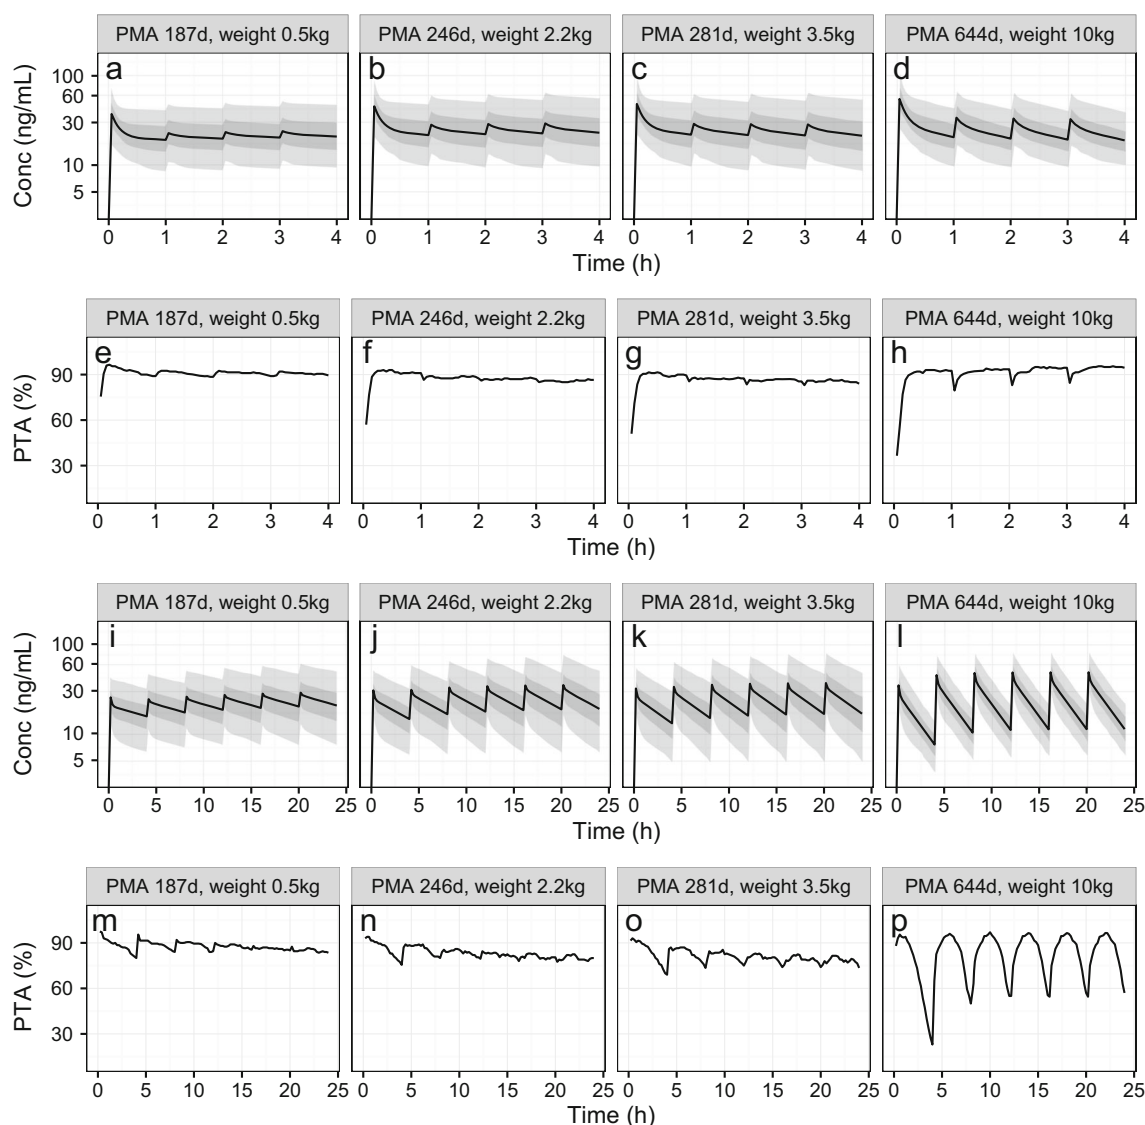 PMA 187d, weight 0.5kg PMA 246d, weight 2.2kg PMA 281d, weight 3.5kg PMA 644d, weight 10kg
a b c d
Conc (ng/mL)
100
60
30
10
5
0 1 2 3 4 0 1 2 3 4 0 1 2 3 4 0 1 2 3 4
Time (h)
PMA 187d, weight 0.5kg PMA 246d, weight 2.2kg PMA 281d, weight 3.5kg PMA 644d, weight 10kg
e f g h
PTA (%)
90
60
30
0 1 2 3 4 0 1 2 3 4 0 1 2 3 4 0 1 2 3 4
Time (h)
PMA 187d, weight 0.5kg PMA 246d, weight 2.2kg PMA 281d, weight 3.5kg PMA 644d, weight 10kg
i j k l
Conc (ng/mL)
100
60
30
10
5
0 5 10 15 20 25 0 5 10 15 20 25 0 5 10 15 20 25 0 5 10 15 20 25
Time (h)
PMA 187d, weight 0.5kg PMA 246d, weight 2.2kg PMA 281d, weight 3.5kg PMA 644d, weight 10kg
m n o p
PTA (%)
90
60
30
0 5 10 15 20 25 0 5 10 15 20 25 0 5 10 15 20 25 0 5 10 15 20 25
Time (h)